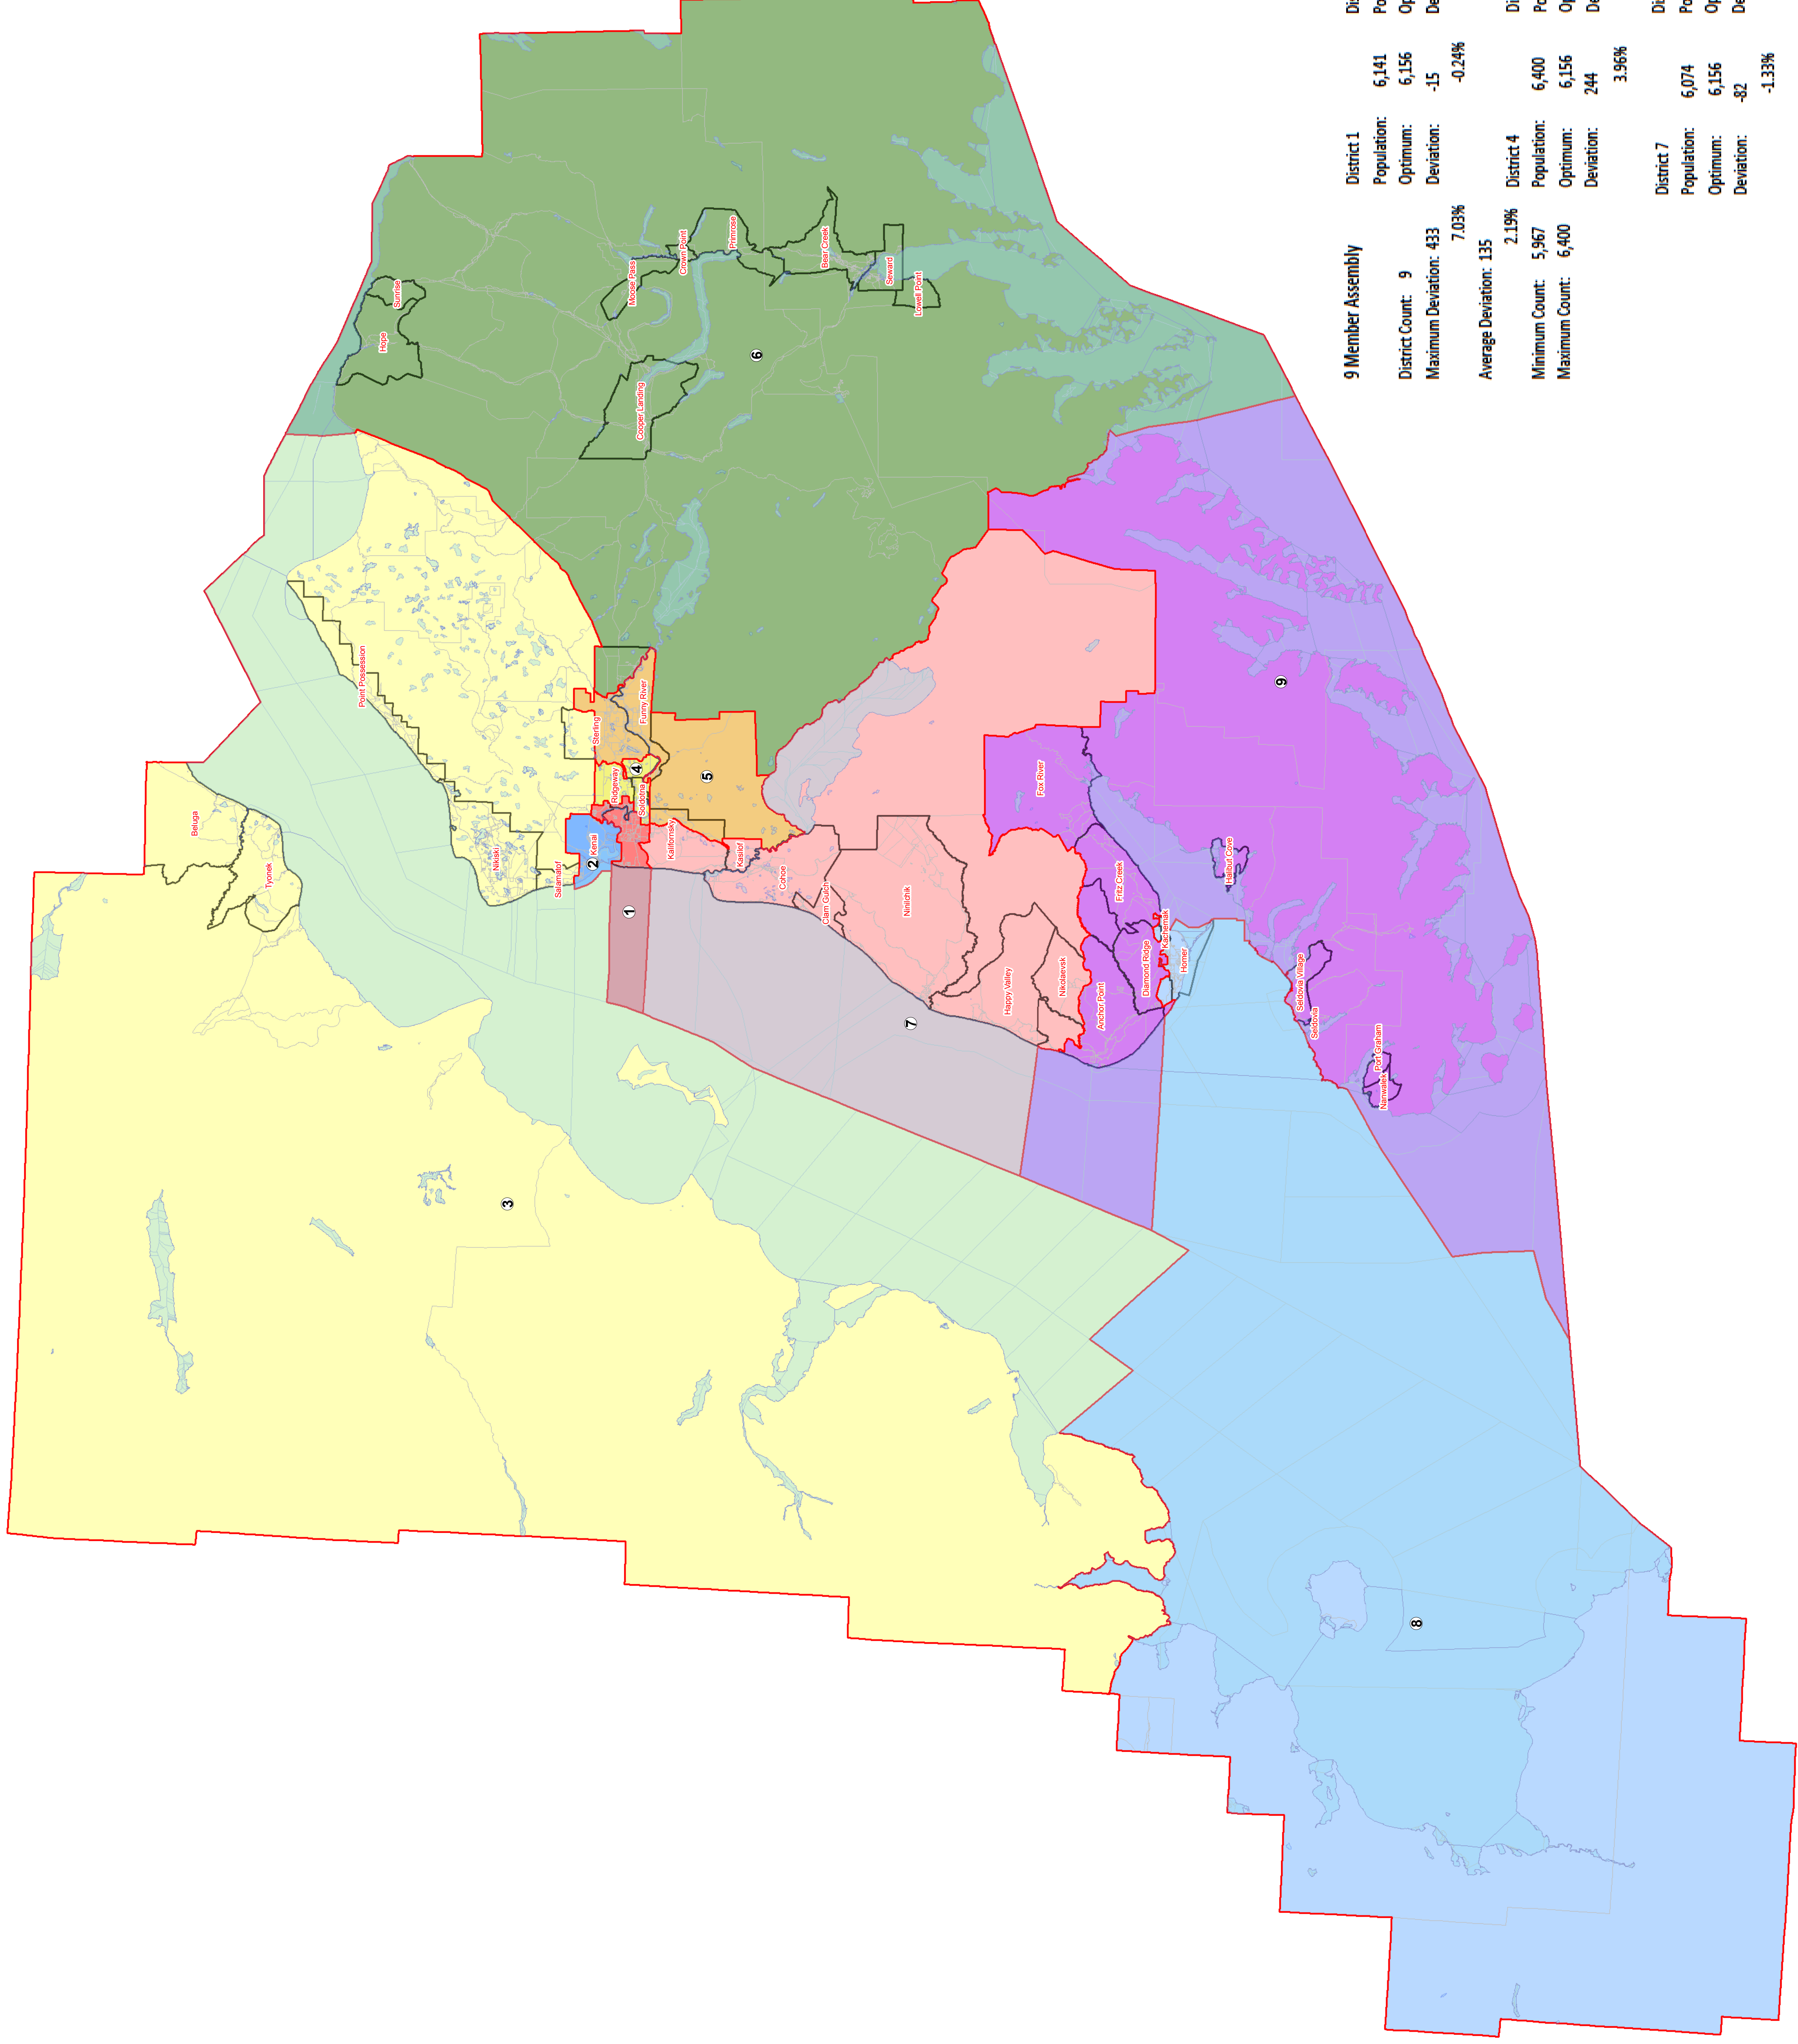 Beluga
Tyonek
Point Possession
Hope
Sunrise
Nikiski
Salamatof
Kenai
Sterling
Ridgeway
Soldotna
Funny River
Kalifornsky
Kasilof
Cohoe
Clam Gulch
Ninilchik
Happy Valley
Nikolaevsk
Anchor Point
Diamond Ridge
Fritz Creek
Fox River
Kachemak
Homer
Halibut Cove
Seldovia Village
Seldovia
Port Graham
Nanwalek
Cooper Landing
Moose Pass
Crown Point
Primrose
Bear Creek
Seward
Lowell Point
1
2
3
4
5
6
7
8
9
9 Member Assembly
District Count: 9
Maximum Deviation: 433
7.03%
Average Deviation: 135
2.19%
Minimum Count: 5,967
Maximum Count: 6,400
District 1
Population: 6,141
Optimum: 6,156
Deviation: -15
-0.24%
District 4
Population: 6,400
Optimum: 6,156
Deviation: 244
3.96%
District 7
Population: 6,074
Optimum: 6,156
Deviation: -82
-1.33%